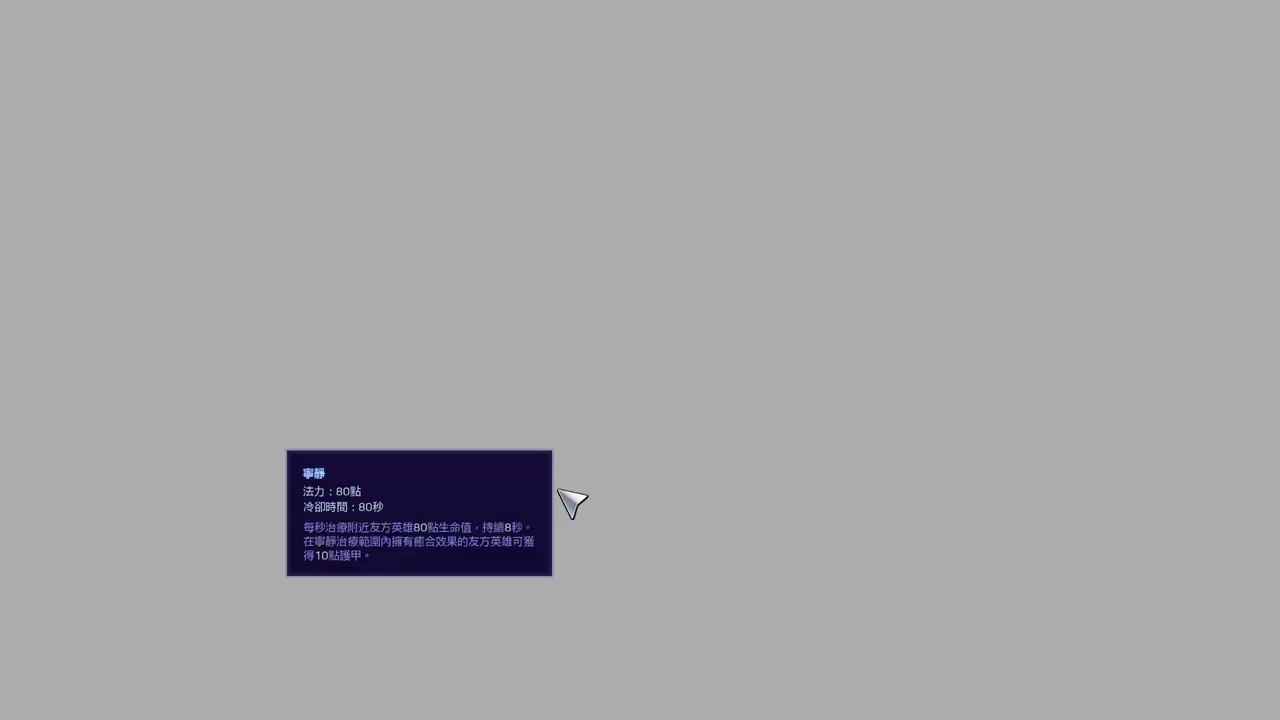 寧靜
法力：80點
冷卻時間：80秒
每秒治療附近友方英雄80點生命值，持續8秒。
在寧靜治療範圍內擁有癒合效果的友方英雄可獲
得10點護甲。